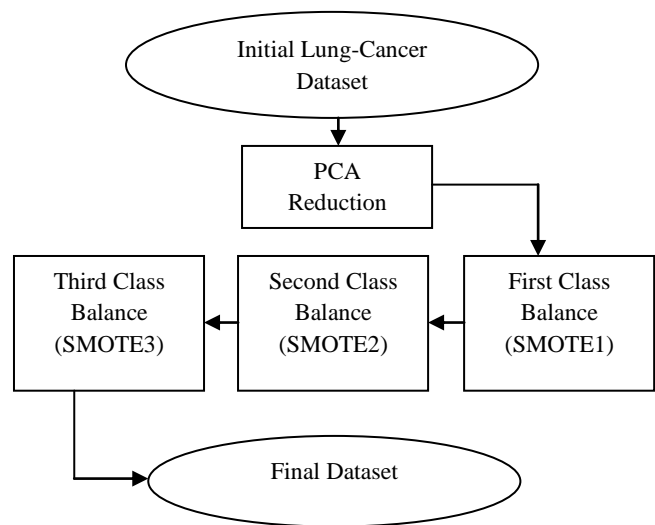 Initial Lung-Cancer
Dataset
PCA
Reduction
First Class
Balance
(SMOTE1)
Second Class
Balance
(SMOTE2)
Third Class
Balance
(SMOTE3)
Final Dataset